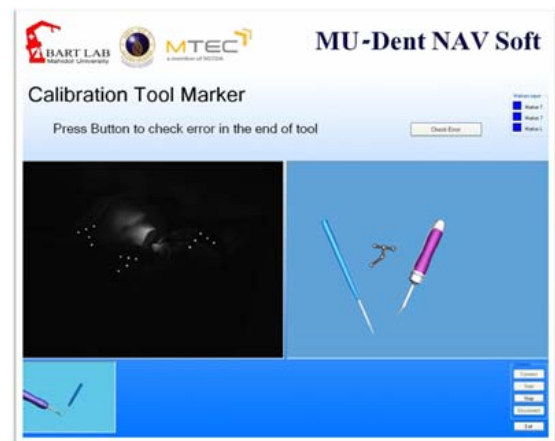 BART LAB
Mahidol University
MTEC
a member of NSTDA
MU-Dent NAV Soft
Calibration Tool Marker
Press Button to check error in the end of tool
Check Error
Connect
Stop
Disconnect
Exit